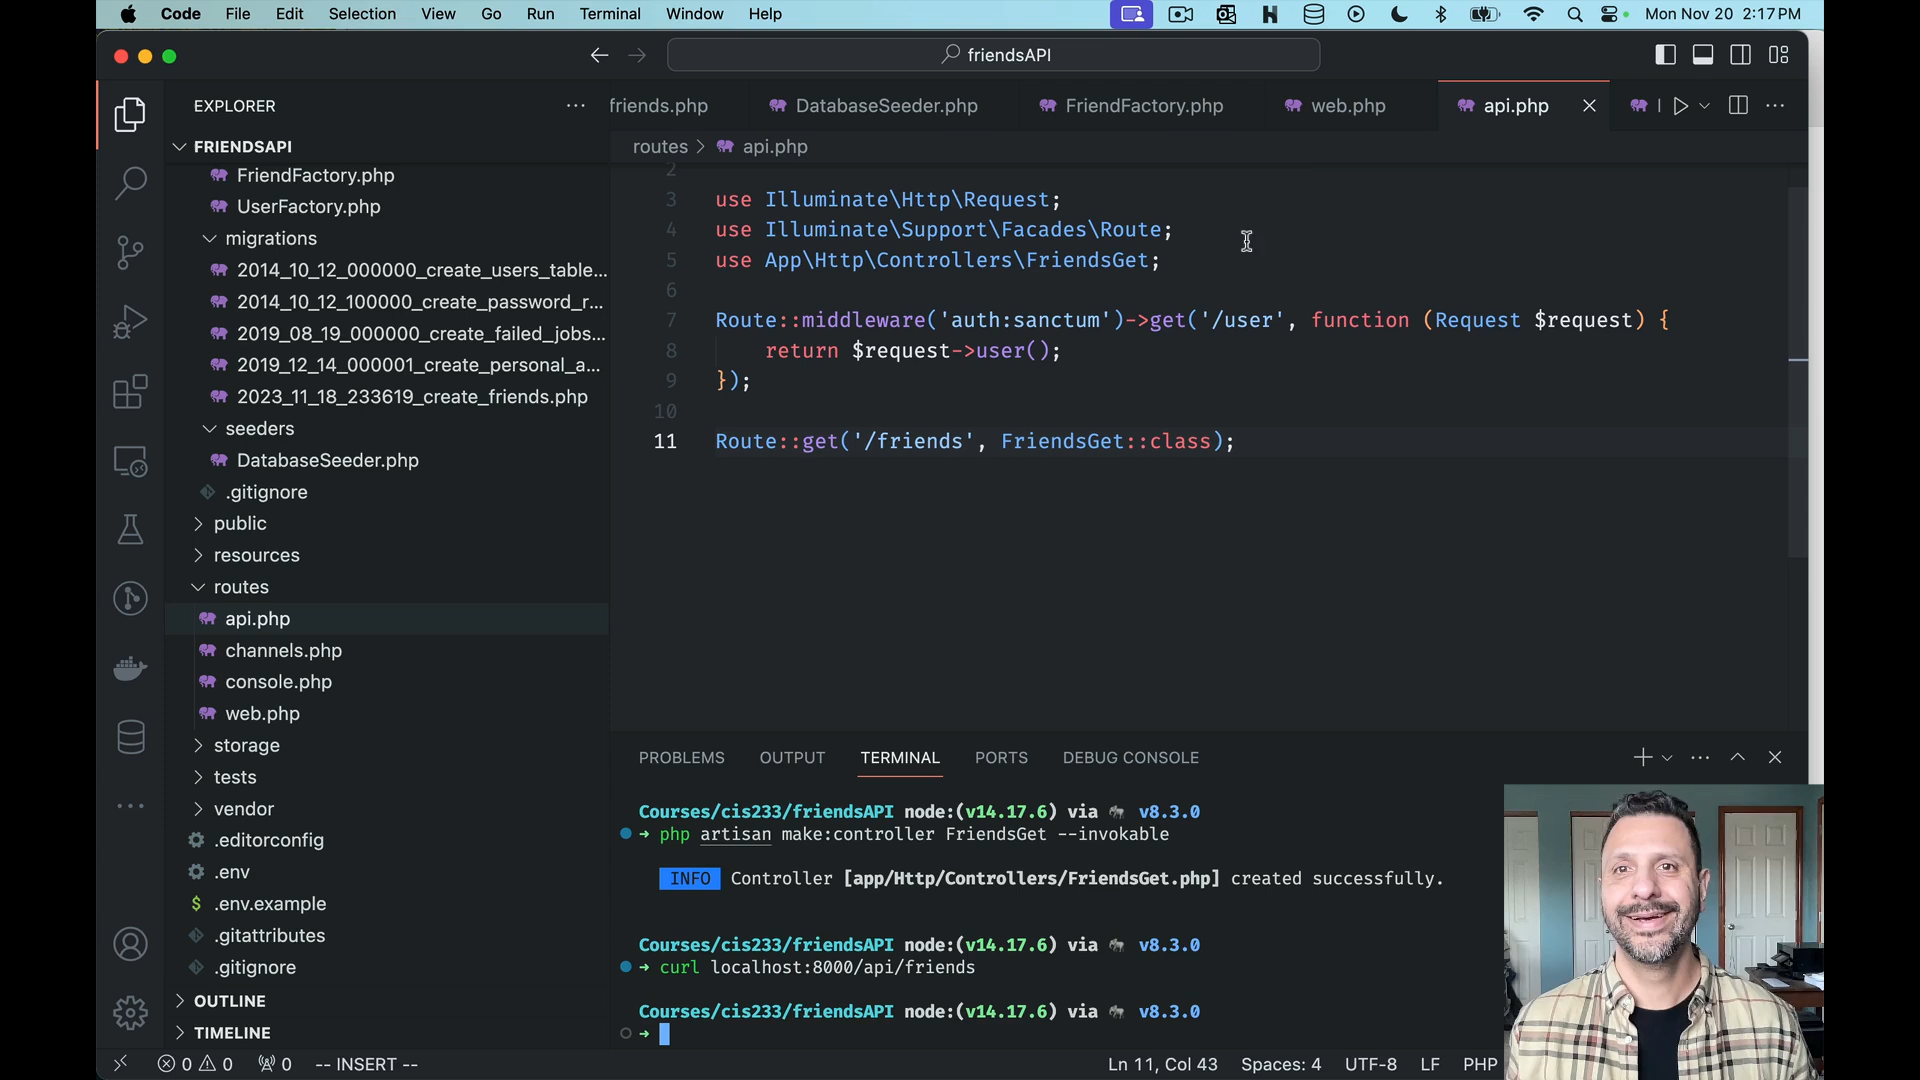 Code File Edit Selection View Go Run Terminal Window Help Mon Nov 20 2:17 PM
friendsAPI
EXPLORER
friends.php DatabaseSeeder.php FriendFactory.php web.php api.php
FRIENDSAPI
routes > api.php
FriendFactory.php
UserFactory.php
migrations
2014_10_12_000000_create_users_table...
2014_10_12_100000_create_password_r...
2019_08_19_000000_create_failed_jobs...
2019_12_14_000001_create_personal_a...
2023_11_18_233619_create_friends.php
seeders
DatabaseSeeder.php
.gitignore
public
resources
routes
api.php
channels.php
console.php
web.php
storage
tests
vendor
.editorconfig
.env
$ .env.example
.gitattributes
.gitignore
OUTLINE
TIMELINE
2
3 use Illuminate\Http\Request;
4 use Illuminate\Support\Facades\Route;
5 use App\Http\Controllers\FriendsGet;
6
7 Route::middleware('auth:sanctum')->get('/user', function (Request $request) {
8 return $request->user();
9 });
10
11 Route::get('/friends', FriendsGet::class);
PROBLEMS OUTPUT TERMINAL PORTS DEBUG CONSOLE
Courses/cis233/friendsAPI node:(v14.17.6) via 🐘 v8.3.0
➜ php artisan make:controller FriendsGet --invokable
INFO Controller [app/Http/Controllers/FriendsGet.php] created successfully.
Courses/cis233/friendsAPI node:(v14.17.6) via 🐘 v8.3.0
➜ curl localhost:8000/api/friends
Courses/cis233/friendsAPI node:(v14.17.6) via 🐘 v8.3.0
➜
0 0 0 -- INSERT -- Ln 11, Col 43 Spaces: 4 UTF-8 LF PHP